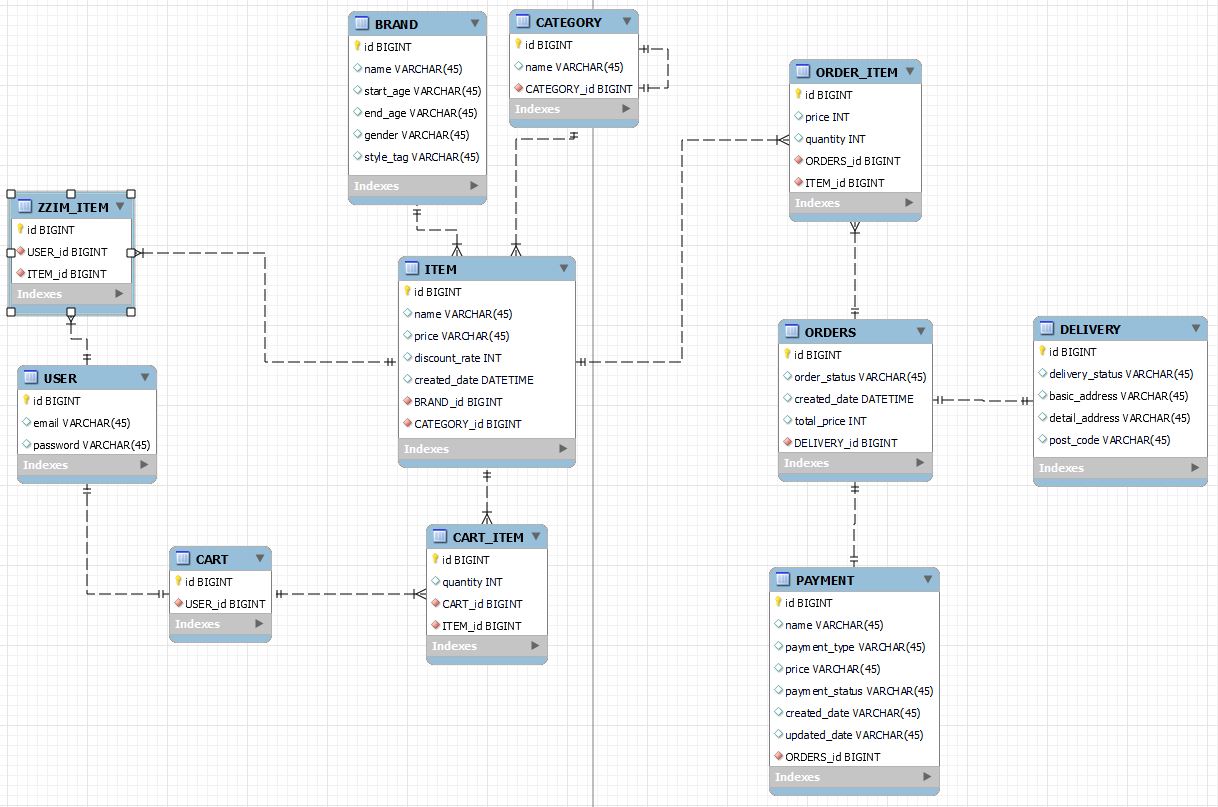 BRAND
id BIGINT
name VARCHAR(45)
start_age VARCHAR(45)
end_age VARCHAR(45)
gender VARCHAR(45)
style_tag VARCHAR(45)
Indexes
CATEGORY
id BIGINT
name VARCHAR(45)
CATEGORY_id BIGINT
Indexes
ORDER_ITEM
id BIGINT
price INT
quantity INT
ORDERS_id BIGINT
ITEM_id BIGINT
Indexes
ZZIM_ITEM
id BIGINT
USER_id BIGINT
ITEM_id BIGINT
Indexes
ITEM
id BIGINT
name VARCHAR(45)
price VARCHAR(45)
discount_rate INT
created_date DATETIME
BRAND_id BIGINT
CATEGORY_id BIGINT
Indexes
ORDERS
id BIGINT
order_status VARCHAR(45)
created_date DATETIME
total_price INT
DELIVERY_id BIGINT
Indexes
DELIVERY
id BIGINT
delivery_status VARCHAR(45)
basic_address VARCHAR(45)
detail_address VARCHAR(45)
post_code VARCHAR(45)
Indexes
USER
id BIGINT
email VARCHAR(45)
password VARCHAR(45)
Indexes
CART
id BIGINT
USER_id BIGINT
Indexes
CART_ITEM
id BIGINT
quantity INT
CART_id BIGINT
ITEM_id BIGINT
Indexes
PAYMENT
id BIGINT
name VARCHAR(45)
payment_type VARCHAR(45)
price VARCHAR(45)
payment_status VARCHAR(45)
created_date VARCHAR(45)
updated_date VARCHAR(45)
ORDERS_id BIGINT
Indexes